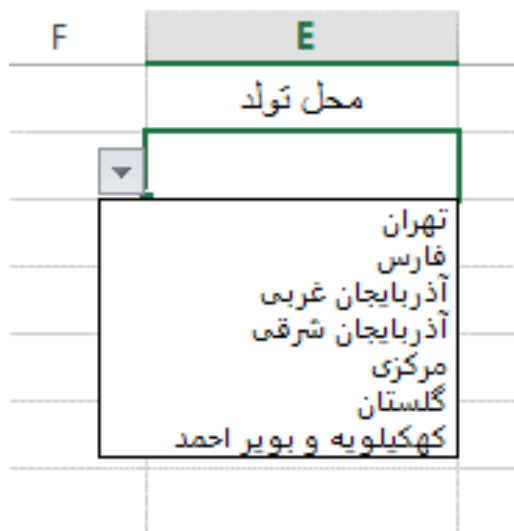 E F
محل تولد
تهران
فارس
آذربایجان غربی
آذربایجان شرقی
مرکزی
گلستان
کهکیلویه و بویر احمد